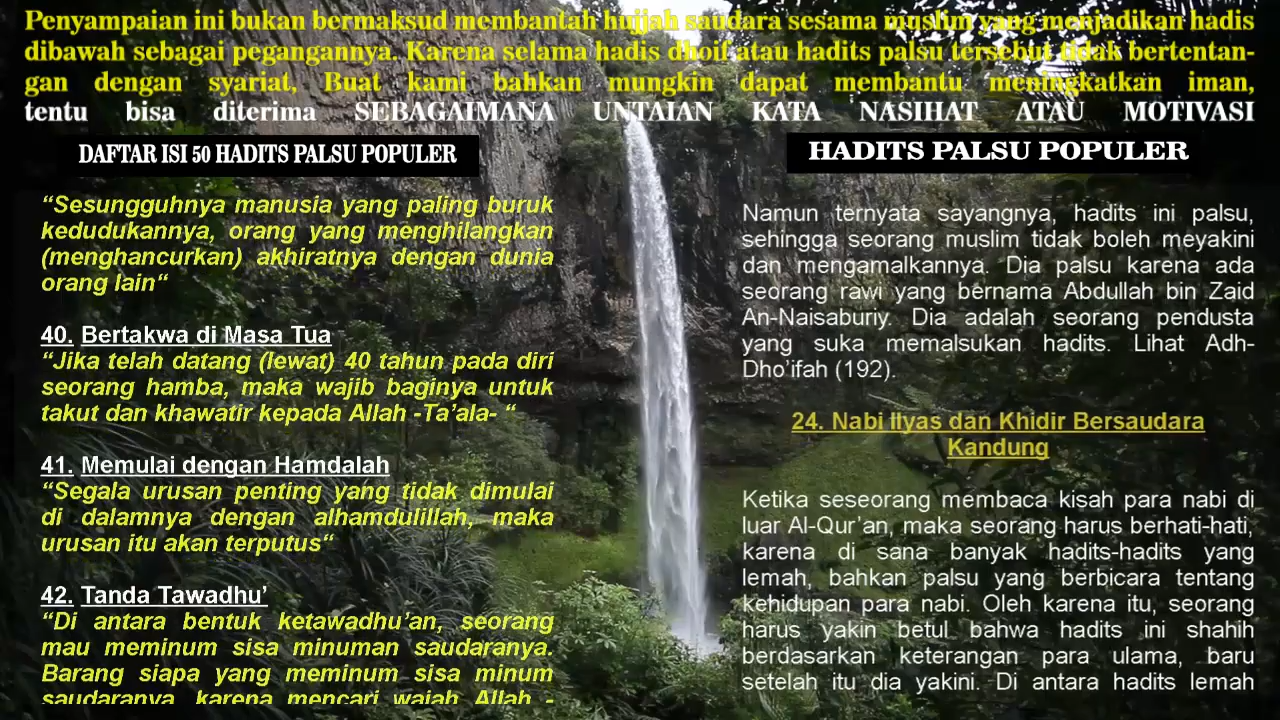 Penyampaian ini bukan bermaksud membantah hujjah saudara sesama muslim yang menjadikan hadis
dibawah sebagai pegangannya. Karena selama hadis dhoif atau hadits palsu tersebut tidak bertentan-
gan dengan syariat, Buat kami bahkan mungkin dapat membantu meningkatkan iman,
tentu bisa diterima SEBAGAIMANA UNTAIAN KATA NASIHAT ATAU MOTIVASI
DAFTAR ISI 50 HADITS PALSU POPULER
“Sesungguhnya manusia yang paling buruk
kedudukannya, orang yang menghilangkan
(menghancurkan) akhiratnya dengan dunia
orang lain“
40. Bertakwa di Masa Tua
“Jika telah datang (lewat) 40 tahun pada diri
seorang hamba, maka wajib baginya untuk
takut dan khawatir kepada Allah -Ta’ala- “
41. Memulai dengan Hamdalah
“Segala urusan penting yang tidak dimulai
di dalamnya dengan alhamdulillah, maka
urusan itu akan terputus“
42. Tanda Tawadhu’
“Di antara bentuk ketawadhu’an, seorang
mau meminum sisa minuman saudaranya.
Barang siapa yang meminum sisa minum
saudaranya, karena mencari wajah Allah -
HADITS PALSU POPULER
Namun ternyata sayangnya, hadits ini palsu,
sehingga seorang muslim tidak boleh meyakini
dan mengamalkannya. Dia palsu karena ada
seorang rawi yang bernama Abdullah bin Zaid
An-Naisaburiy. Dia adalah seorang pendusta
yang suka memalsukan hadits. Lihat Adh-
Dho’ifah (192).
24. Nabi Ilyas dan Khidir Bersaudara
Kandung
Ketika seseorang membaca kisah para nabi di
luar Al-Qur’an, maka seorang harus berhati-hati,
karena di sana banyak hadits-hadits yang
lemah, bahkan palsu yang berbicara tentang
kehidupan para nabi. Oleh karena itu, seorang
harus yakin betul bahwa hadits ini shahih
berdasarkan keterangan para ulama, baru
setelah itu dia yakini. Di antara hadits lemah